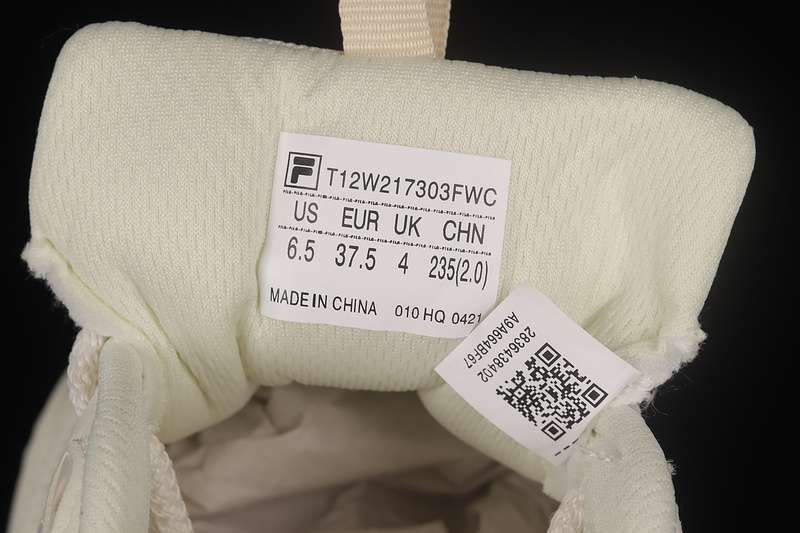 F T12W217303FWC
US EUR UK CHN
6.5 37.5 4 235(2.0)
MADE IN CHINA 010 HQ 0421
2836438402
A9A664BF67